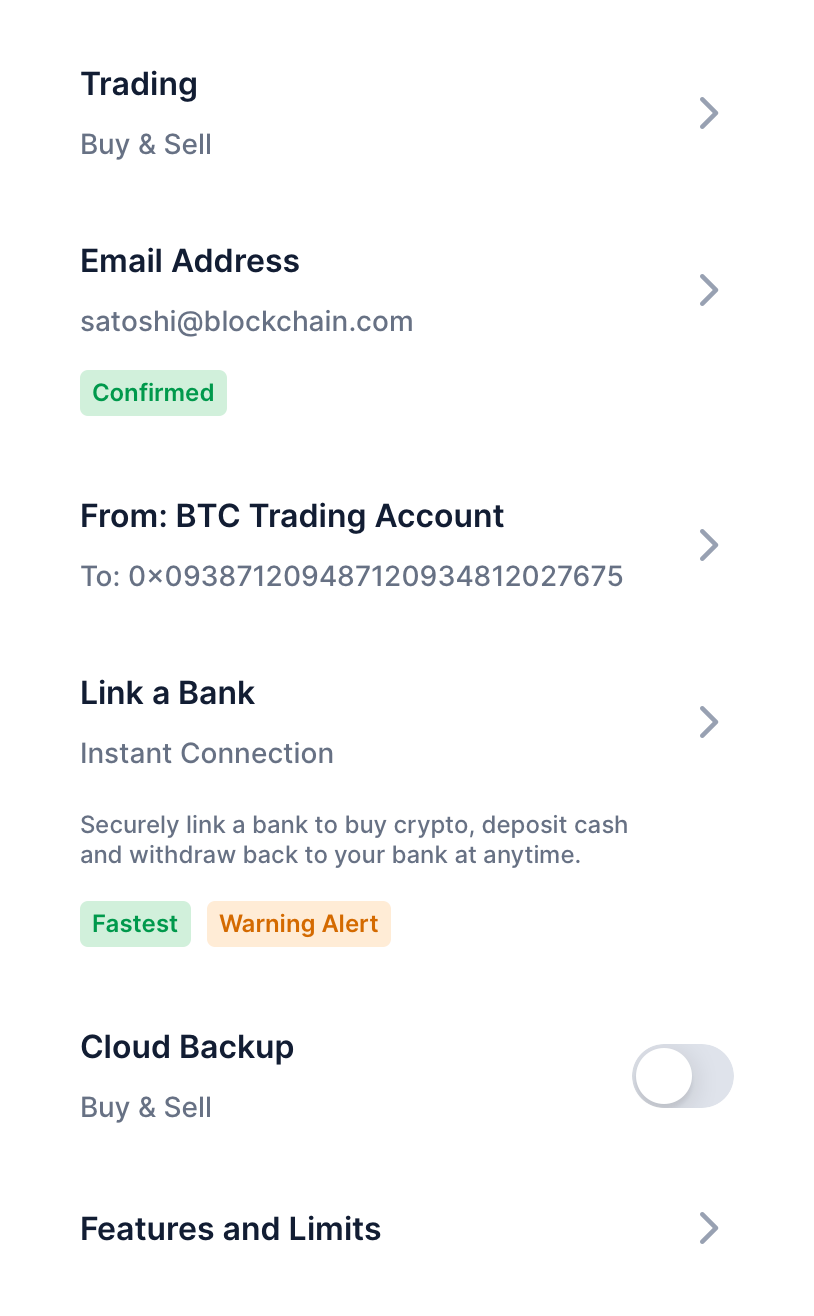 Trading
Buy & Sell
Email Address
satoshi@blockchain.com
Confirmed
From: BTC Trading Account
To: 0×093871209487120934812027675
Link a Bank
Instant Connection
Securely link a bank to buy crypto, deposit cash
and withdraw back to your bank at anytime.
Fastest Warning Alert
Cloud Backup
Buy & Sell
Features and Limits